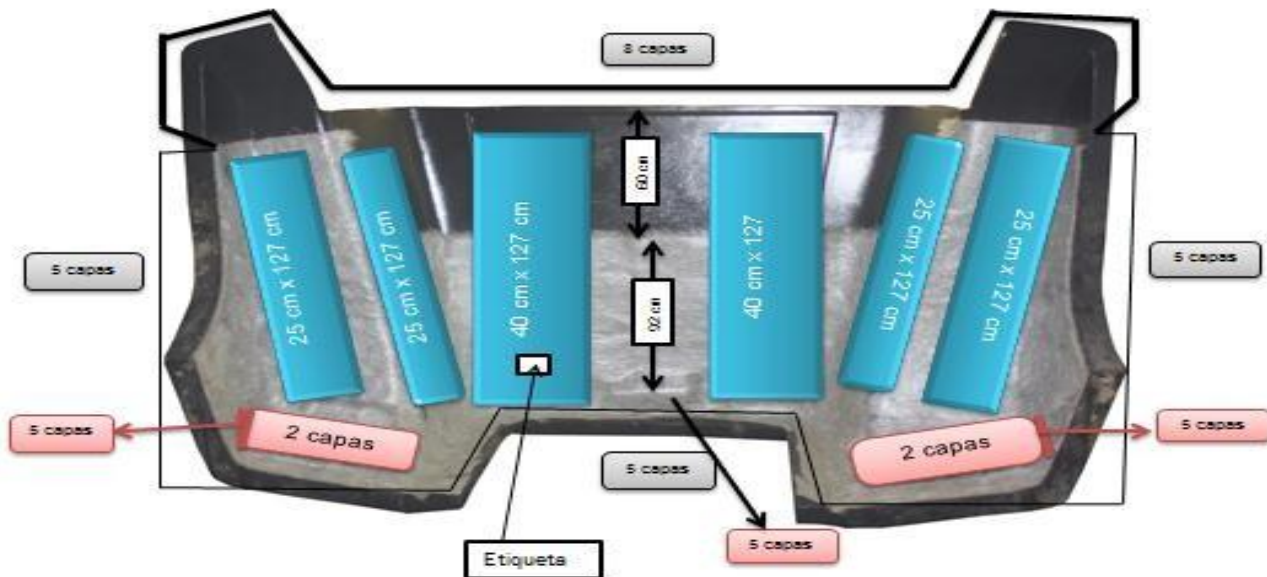 8 capas
60 cm
92 cm
25 cm x 127 cm
25 cm x 127 cm
40 cm x 127 cm
40 cm x 127
25 cm x 127 cm
25 cm x 127 cm
5 capas
5 capas
5 capas
2 capas
2 capas
5 capas
5 capas
5 capas
Etiqueta